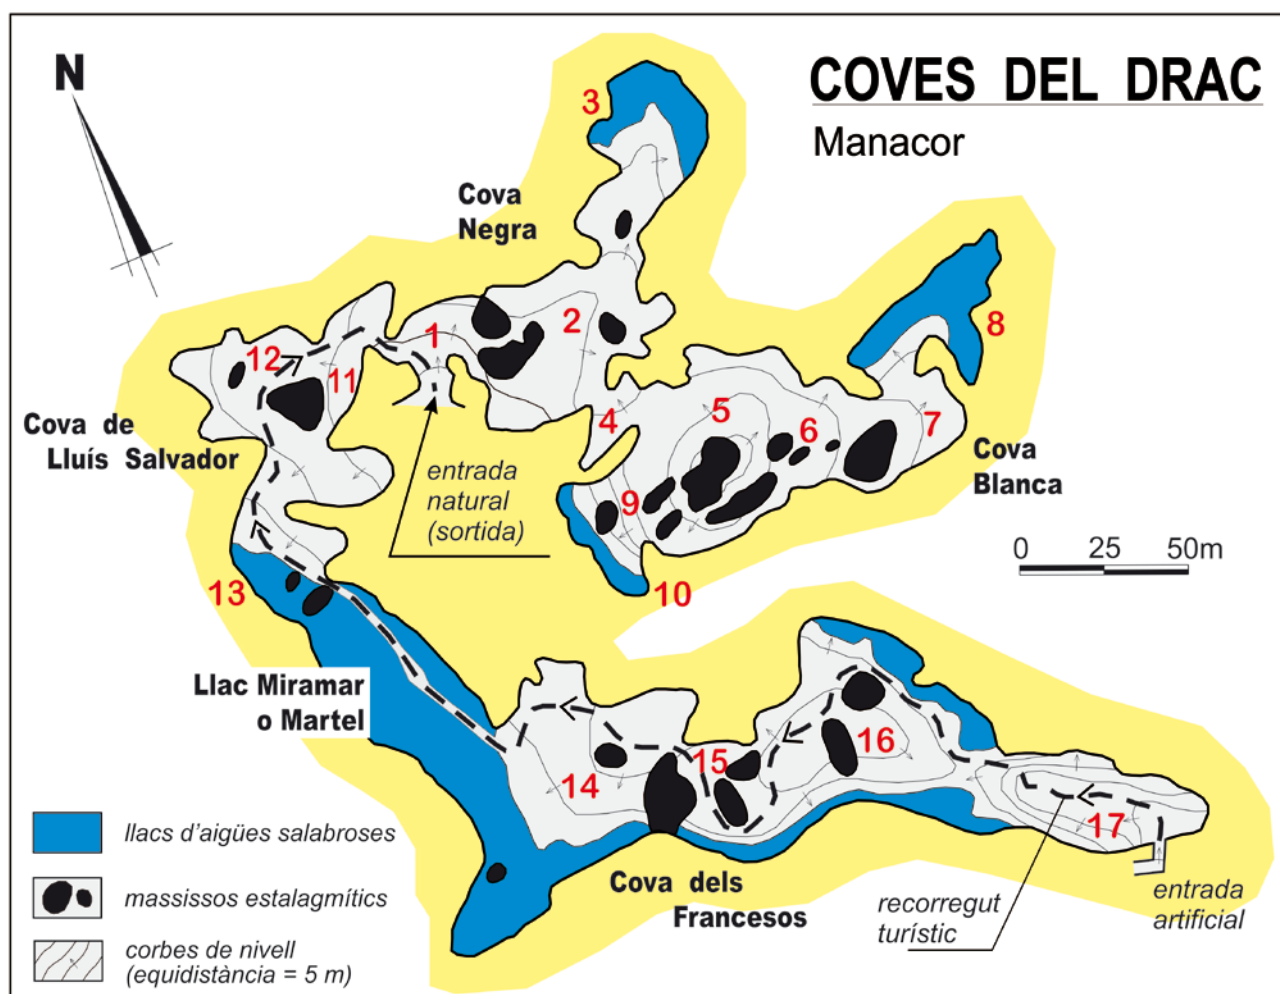 COVES DEL DRAC
Manacor
N
3
Cova
Negra
8
1
2
12
11
4
5
6
7
Cova de
Lluís Salvador
entrada
natural
(sortida)
Cova
Blanca
9
0 25 50m
13
10
Llac Miramar
o Martel
14
15
16
17
llacs d'aigües salabroses
massissos estalagmítics
corbes de nivell
(equidistància = 5 m)
Cova dels
Francesos
recorregut
turístic
entrada
artificial